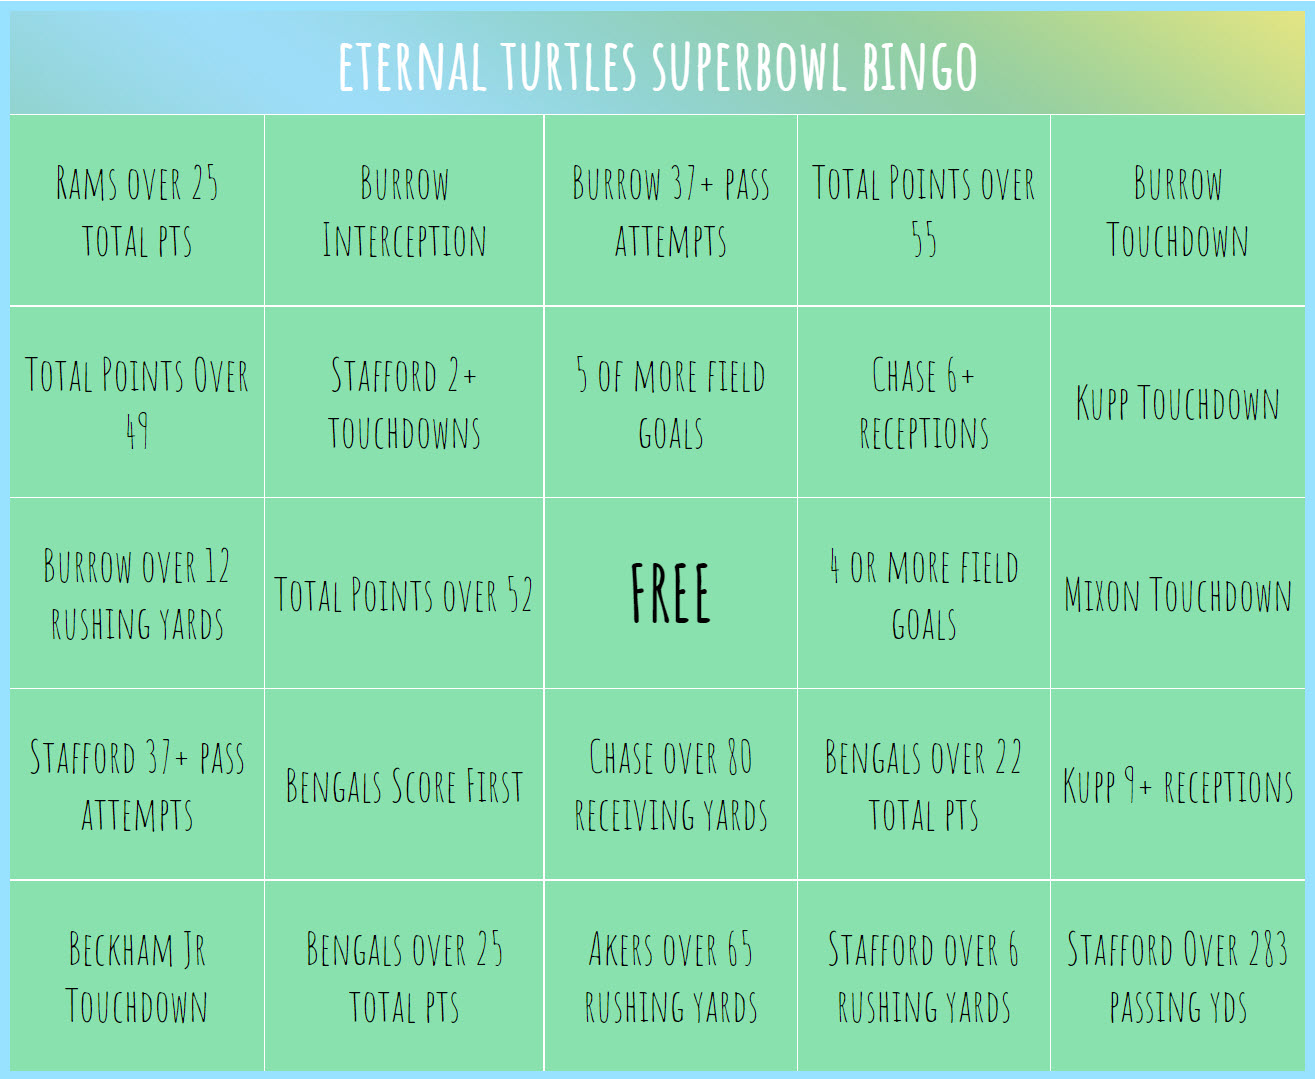 ETERNAL TURTLES SUPERBOWL BINGO
Rams over 25
total pts
Burrow
Interception
Burrow 37+ pass
attempts
Total Points over
55
Burrow
Touchdown
Total Points Over
49
Stafford 2+
touchdowns
5 of more field
goals
Chase 6+
receptions
Kupp Touchdown
Burrow over 12
rushing yards
Total Points over 52
FREE
4 or more field
goals
Mixon Touchdown
Stafford 37+ pass
attempts
Bengals Score First
Chase over 80
receiving yards
Bengals over 22
total pts
Kupp 9+ receptions
Beckham Jr
Touchdown
Bengals over 25
total pts
Akers over 65
rushing yards
Stafford over 6
rushing yards
Stafford Over 283
passing yds